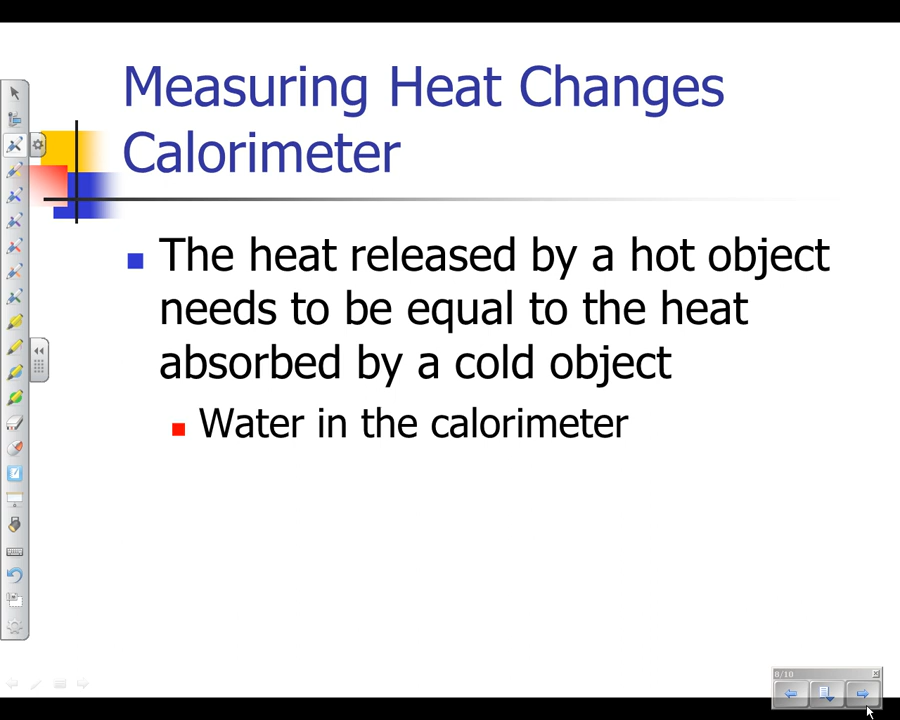 Measuring Heat Changes
Calorimeter
The heat released by a hot object
needs to be equal to the heat
absorbed by a cold object
Water in the calorimeter
8/10